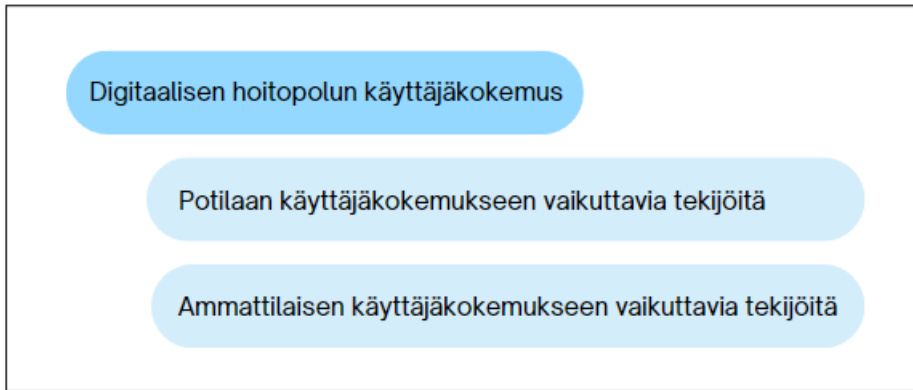 Digitaalisen hoitopolun käyttäjäkokemus
Potilaan käyttäjäkokemukseen vaikuttavia tekijöitä
Ammattilaisen käyttäjäkokemukseen vaikuttavia tekijöitä